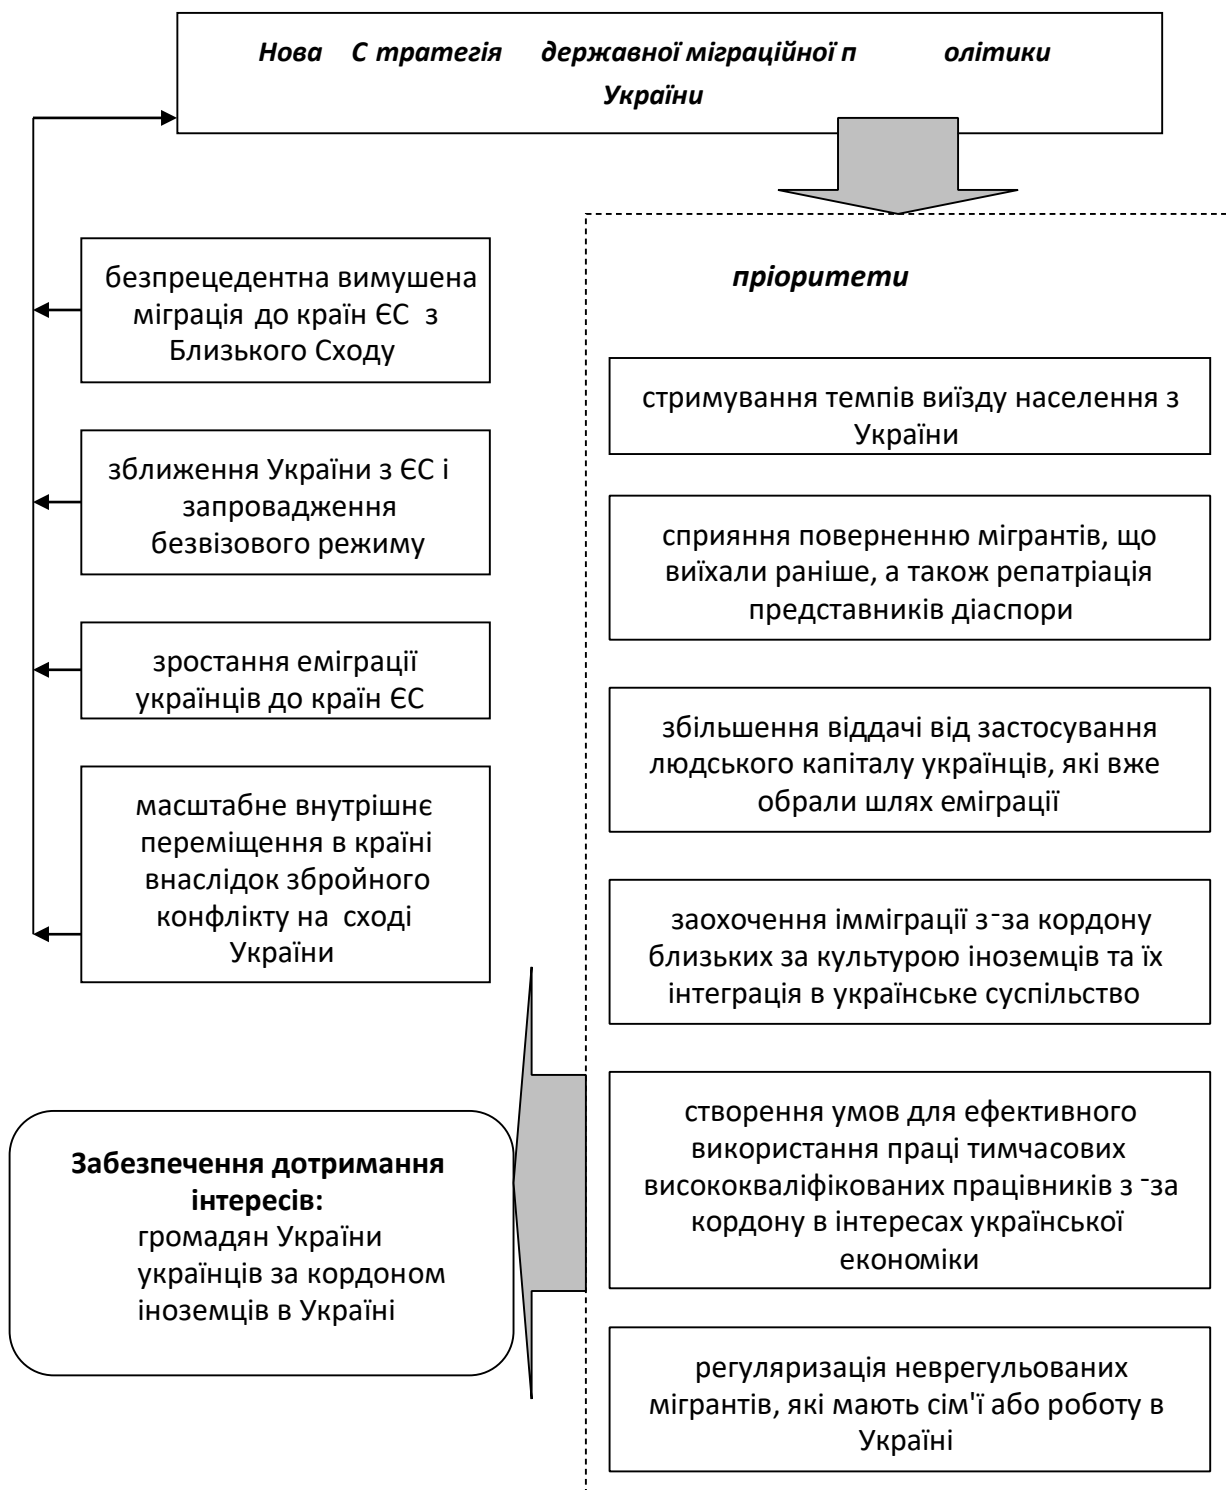 Нова С тратегія державної міграційної п олітики
України
безпрецедентна вимушена
міграція до країн ЄС з
Близького Сходу
зближення України з ЄС і
запровадження
безвізового режиму
зростання еміграції
українців до країн ЄС
масштабне внутрішнє
переміщення в країні
внаслідок збройного
конфлікту на сході
України
Забезпечення дотримання
інтересів:
громадян України
українців за кордоном
іноземців в Україні
пріоритети
стримування темпів виїзду населення з
України
сприяння поверненню мігрантів, що
виїхали раніше, а також репатріація
представників діаспори
збільшення віддачі від застосування
людського капіталу українців, які вже
обрали шлях еміграції
заохочення імміграції з-за кордону
близьких за культурою іноземців та їх
інтеграція в українське суспільство
створення умов для ефективного
використання праці тимчасових
висококваліфікованих працівників з -за
кордону в інтересах української
економіки
регуляризація неврегульованих
мігрантів, які мають сім'ї або роботу в
Україні